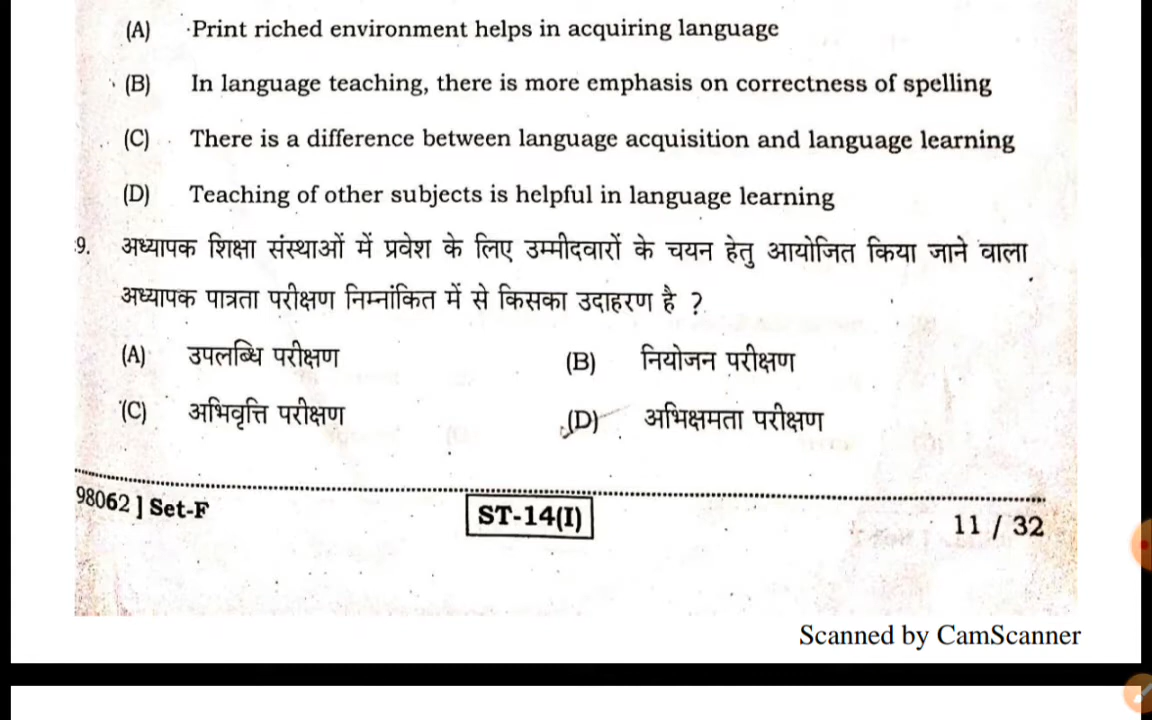 (A) Print riched environment helps in acquiring language
(B) In language teaching, there is more emphasis on correctness of spelling
(C) There is a difference between language acquisition and language learning
(D) Teaching of other subjects is helpful in language learning
9. अध्यापक शिक्षा संस्थाओं में प्रवेश के लिए उम्मीदवारों के चयन हेतु आयोजित किया जाने वाला
अध्यापक पात्रता परीक्षण निम्नांकित में से किसका उदाहरण है ?
(A) उपलब्धि परीक्षण (B) नियोजन परीक्षण
(C) अभिवृत्ति परीक्षण (D) अभिक्षमता परीक्षण
98062 ] Set-F ST-14(I) 11 / 32
Scanned by CamScanner